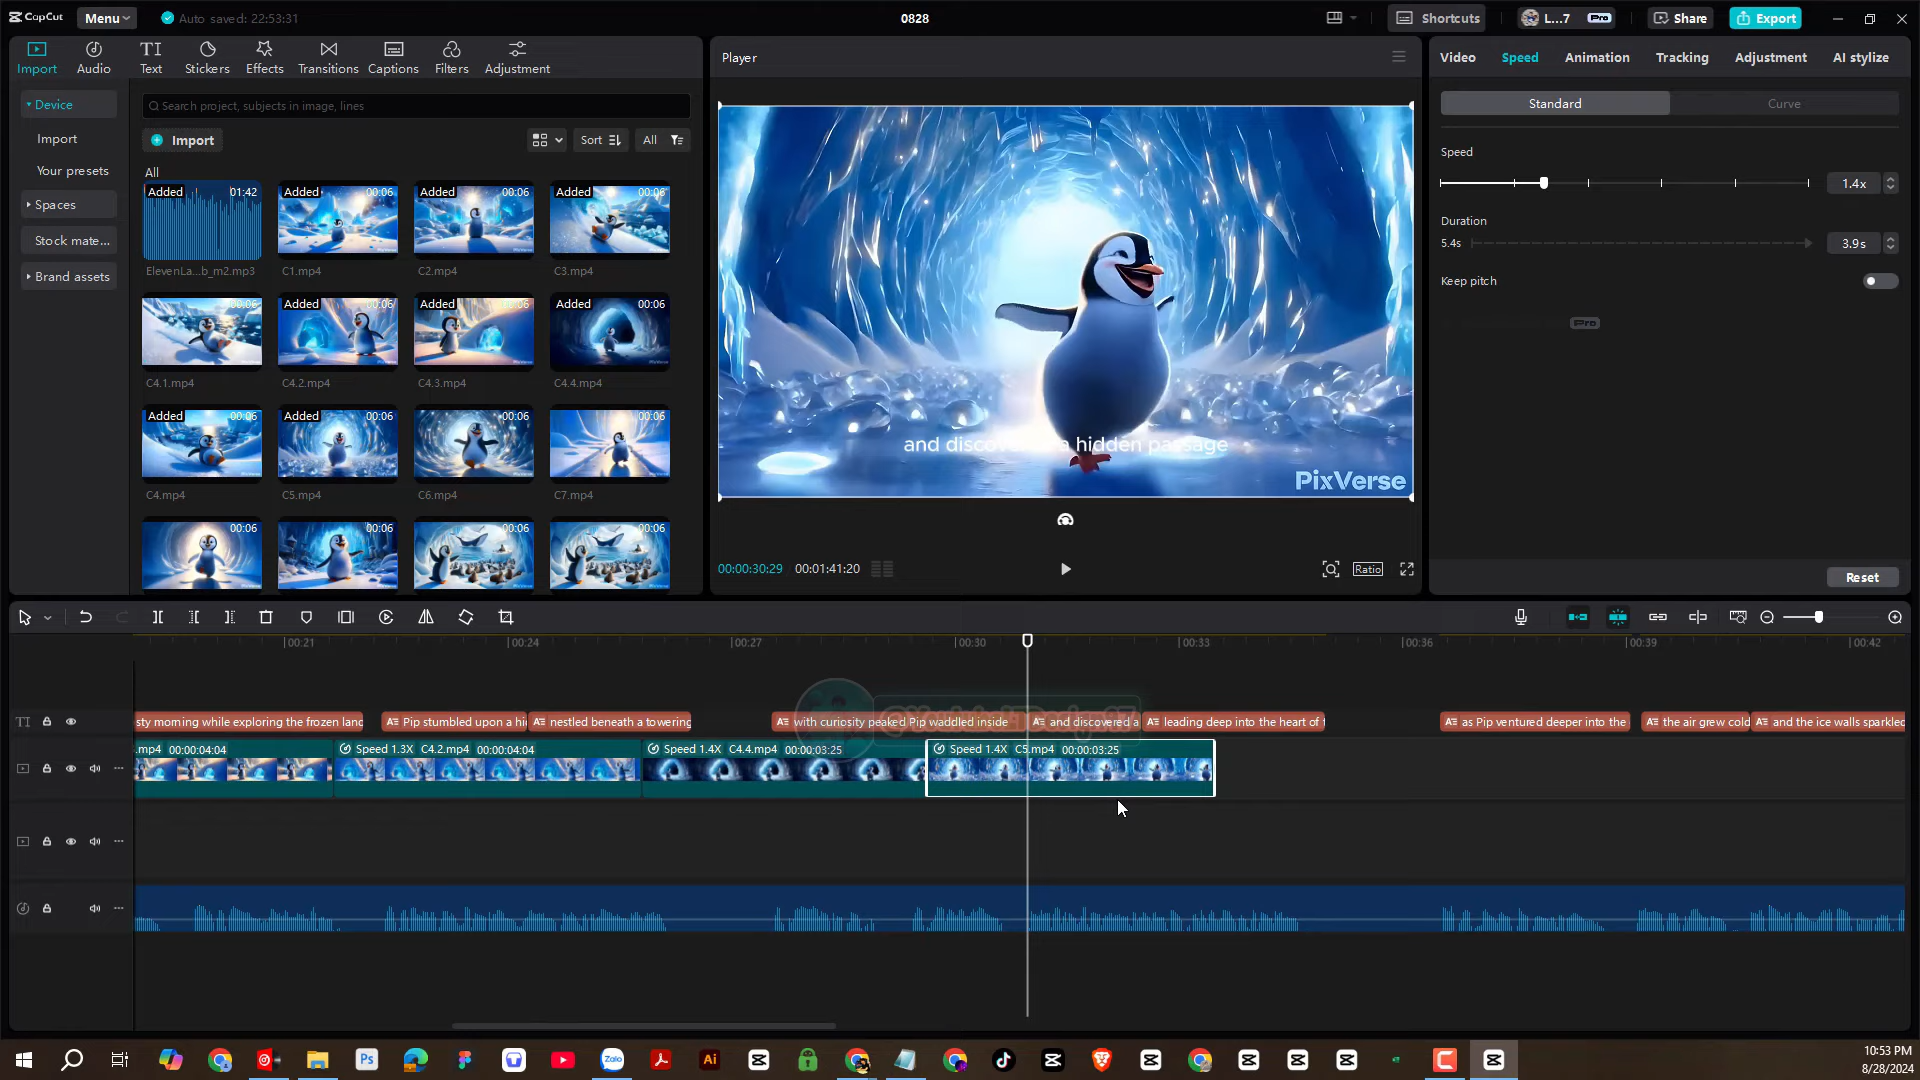 CapCut
Menu
Auto saved: 22:53:31
0828
Shortcuts
L...7
Pro
Share
Export
Import
Audio
TI
Text
Stickers
Effects
Transitions
Captions
Filters
Adjustment
Device
Import
Your presets
Spaces
Stock mate...
Brand assets
Search project, subjects in image, lines
Import
Sort
All
All
Added 01:42
ElevenLa...b_m2.mp3
Added 00:06
C1.mp4
Added 00:06
C2.mp4
Added 00:06
C3.mp4
00:06
C4.1.mp4
Added 00:06
C4.2.mp4
Added 00:06
C4.3.mp4
Added 00:06
C4.4.mp4
Added 00:06
C4.mp4
Added 00:06
C5.mp4
00:06
C6.mp4
00:06
C7.mp4
00:06
00:06
00:06
00:06
Player
and discovered a hidden passage
PixVerse
00:00:30:29
00:01:41:20
Ratio
Video
Speed
Animation
Tracking
Adjustment
AI stylize
Standard
Curve
Speed
1.4x
Duration
5.4s
3.9s
Keep pitch
Pro
Reset
00:21
00:24
00:27
00:30
00:33
00:36
00:39
00:42
TI
sty morning while exploring the frozen land
Pip stumbled upon a hi
nestled beneath a towering
with curiosity peaked Pip waddled inside
and discovered a
leading deep into the heart of t
as Pip ventured deeper into the
the air grew cold
and the ice walls sparkled
.mp4 00:00:04:04
Speed 1.3X C4.2.mp4 00:00:04:04
Speed 1.4X C4.4.mp4 00:00:03:25
Speed 1.4X C5.mp4 00:00:03:25
Ps
Zalo
Ai
10:53 PM
8/28/2024